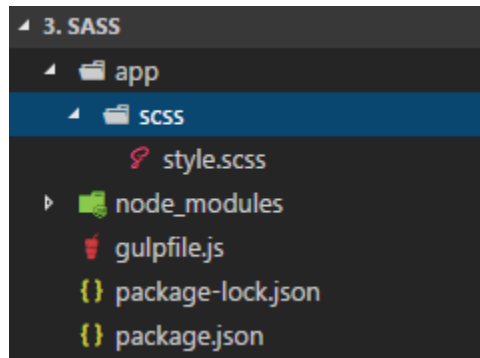 3. SASS
app
scss
style.scss
node_modules
gulpfile.js
{} package-lock.json
{} package.json